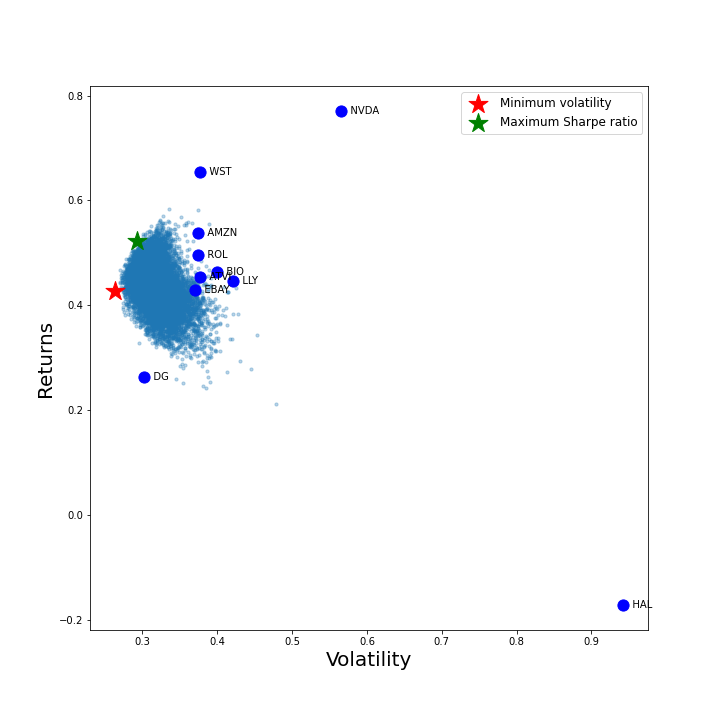 0.8
0.6
0.4
0.2
0.0
−0.2
Returns
Minimum volatility
Maximum Sharpe ratio
NVDA
WST
AMZN
ROL
BIO
ATVI
LLY
EBAY
DG
HAL
0.3 0.4 0.5 0.6 0.7 0.8 0.9
Volatility